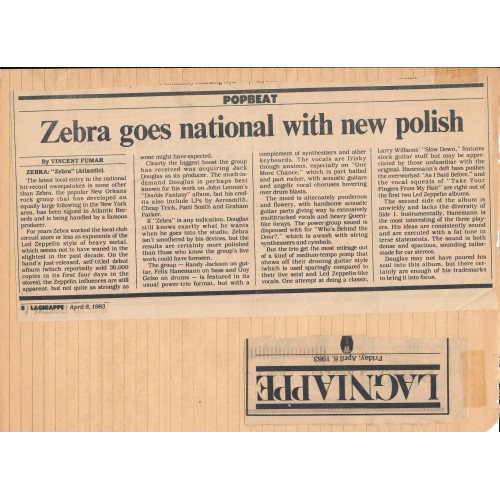 POPBEAT
Zebra goes national with new polish
By VINCENT FUMAR
ZEBRA: "Zebra" (Atlantic).
The latest local entry in the national
hit-record sweepstakes is none other
than Zebra, the popular New Orleans
rock group that has developed an
equally large following in the New York
area, has been signed to Atlantic Rec-
ords and is being produced by a famous
producer.
For years Zebra worked the local club
circuit more or less as exponents of the
Led Zeppelin style of heavy metal,
which means it has not waned in the
slightest in the past decade. On the
band's just-released, self-titled debut
album (which reportedly sold 36,000
copies in its first four days in the
stores), the Zeppelin influences are still
apparent, but not quite as strongly as
some might have expected.
Clearly the biggest boost the group
has received was acquiring Jack
Douglas as its producer. The much-in-
demand Douglas is perhaps best
known for his work on John Lennon's
"Double Fantasy" album, but his cred-
its also include LPs by Aerosmith,
Cheap Trick, Patti Smith and Graham
Parker.
If "Zebra" is any indication, Douglas
still knows exactly what he wants
when he goes into the studio. Zebra
isn't smothered by his devices, but the
results are certainly more polished
than those who know the group's live
work could have foreseen.
The group — Randy Jackson on gui-
tar, Felix Hanemann on bass and Guy
Gelso on drums — is featured in its
usual power-trio format, but with a
complement of synthesizers and other
keyboards. The vocals are frisky
though anxious, especially on "One
More Chance," which is part ballad
and part rocker, with acoustic guitar
and angelic vocal choruses hovering
over drum blasts.
The mood is alternately ponderous
and fiery, with handsome acoustic
guitar parts giving way to extensively
multitracked vocals and heavy queen-
like forays. The power-group sound is
dispensed with for "Who's Behind the
Door?," which is awash with string
synthesizers and cymbals.
But the trio get the most mileage out
of a kind of medium-tempo pump that
shows off their droning guitar style
(which is used sparingly compared to
their live sets) and Led Zeppelin-like
vocals. One attempt at doing a classic,
Larry Williams' "Slow Down," features
stock guitar stuff but may be appre-
ciated by those unfamiliar with the
original. Hanemann's deft bass makes
the overworked "As I Said Before," and
the vocal squeals of "Take Your
Fingers From My Hair" are right out of
the first two Led Zeppelin albums.
The second side of the album is
unwieldy and lacks the diversity of
Side 1. Instrumentally, Hanemann is
the most interesting of the three play-
ers. His ideas are consistently sound
and are executed with a fat tone in
terse statements. The sound is both
dense and spacious, sounding tailor-
made for car stereos.
Douglas may not have poured his
soul into this album, but there cer-
tainly are enough of his trademarks
to bring it into focus.
8 | LAGNIAPPE | April 8, 1983
LAGNIAPPE
Friday, April 8, 1983